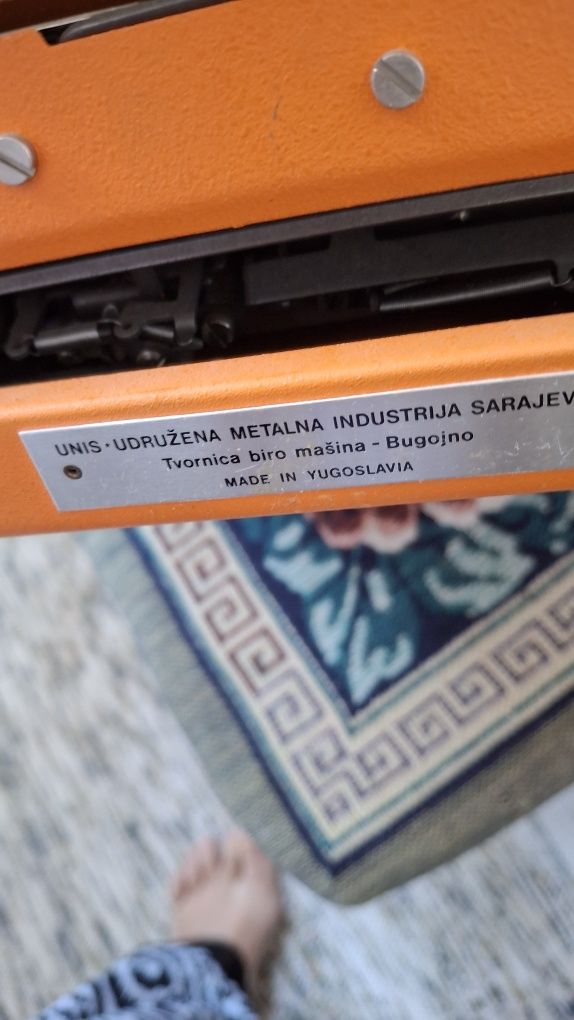 UNIS·UDRUŽENA METALNA INDUSTRIJA SARAJEV
Tvornica biro mašina - Bugojno
MADE IN YUGOSLAVIA